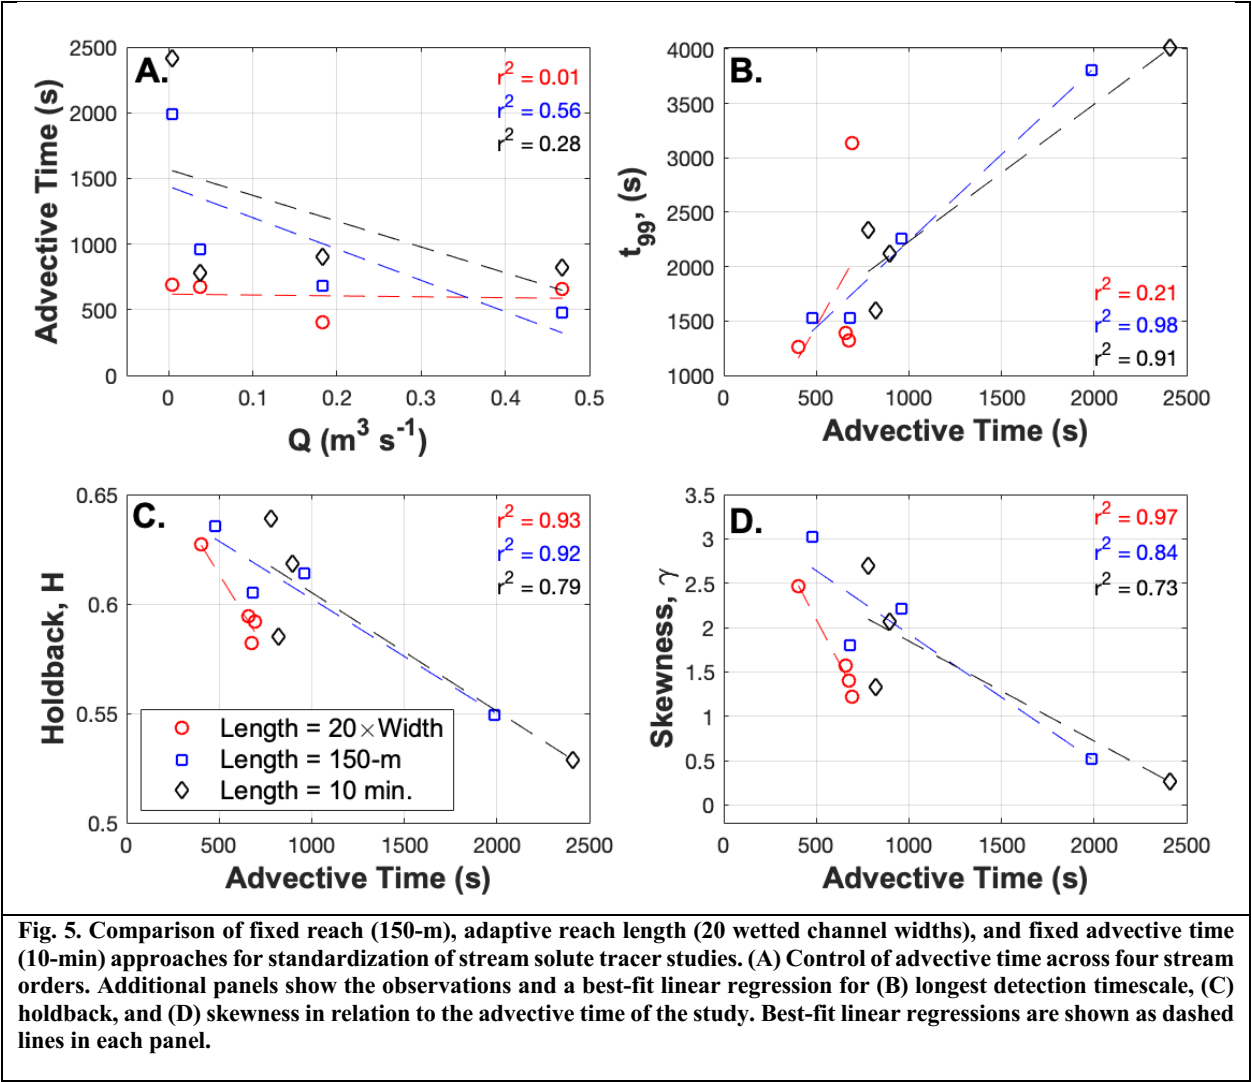 A.
r² = 0.01
r² = 0.56
r² = 0.28
2500
2000
1500
1000
500
0
Advective Time (s)
0
0.1
0.2
0.3
0.4
0.5
Q (m³ s⁻¹)
B.
4000
3500
3000
2500
2000
1500
1000
t₉₉, (s)
r² = 0.21
r² = 0.98
r² = 0.91
0
500
1000
1500
2000
2500
Advective Time (s)
C.
r² = 0.93
r² = 0.92
r² = 0.79
0.65
0.6
0.55
0.5
Holdback, H
Length = 20×Width
Length = 150-m
Length = 10 min.
0
500
1000
1500
2000
2500
Advective Time (s)
D.
r² = 0.97
r² = 0.84
r² = 0.73
3.5
3
2.5
2
1.5
1
0.5
0
Skewness, γ
0
500
1000
1500
2000
2500
Advective Time (s)
Fig. 5. Comparison of fixed reach (150-m), adaptive reach length (20 wetted channel widths), and fixed advective time
(10-min) approaches for standardization of stream solute tracer studies. (A) Control of advective time across four stream
orders. Additional panels show the observations and a best-fit linear regression for (B) longest detection timescale, (C)
holdback, and (D) skewness in relation to the advective time of the study. Best-fit linear regressions are shown as dashed
lines in each panel.